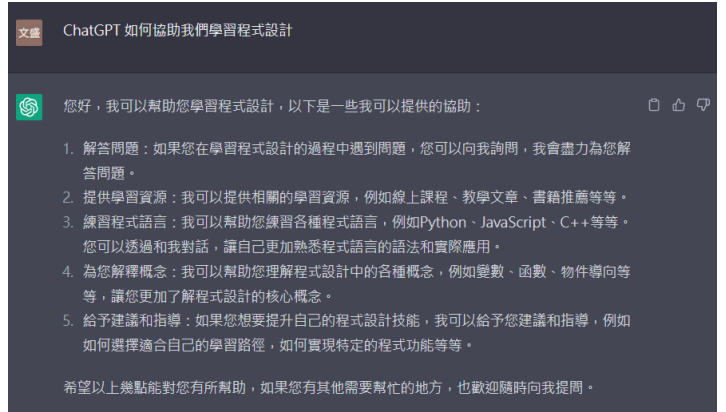 文盛
ChatGPT 如何協助我們學習程式設計
您好，我可以幫助您學習程式設計，以下是一些我可以提供的協助：
1. 解答問題：如果您在學習程式設計的過程中遇到問題，您可以向我詢問，我會盡力為您解
答問題。
2. 提供學習資源：我可以提供相關的學習資源，例如線上課程、教學文章、書籍推薦等等。
3. 練習程式語言：我可以幫助您練習各種程式語言，例如Python、JavaScript、C++等等。
您可以透過和我對話，讓自己更加熟悉程式語言的語法和實際應用。
4. 為您解釋概念：我可以幫助您理解程式設計中的各種概念，例如變數、函數、物件導向等
等，讓您更加了解程式設計的核心概念。
5. 給予建議和指導：如果您想要提升自己的程式設計技能，我可以給予您建議和指導，例如
如何選擇適合自己的學習路徑，如何實現特定的程式功能等等。
希望以上幾點能對您有所幫助，如果您有其他需要幫忙的地方，也歡迎隨時向我提問。